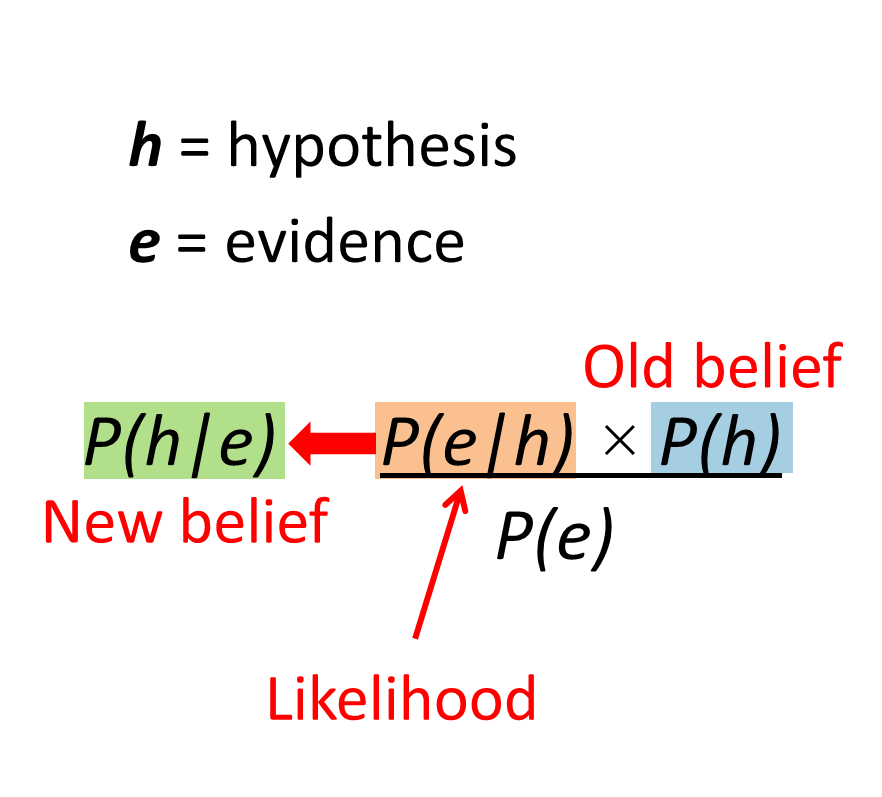 h = hypothesis
e = evidence
Old belief
P(h|e) P(e|h) × P(h)
New belief
P(e)
Likelihood